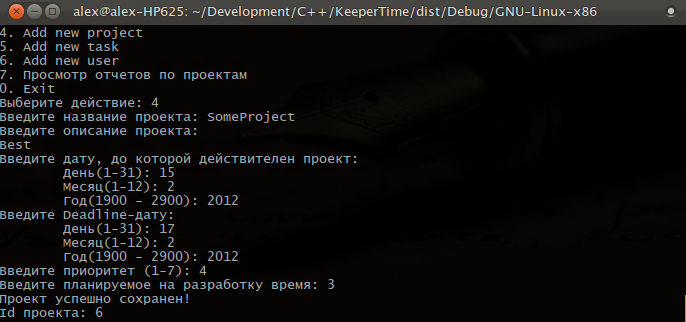 alex@alex-HP625: ~/Development/C++/KeeperTime/dist/Debug/GNU-Linux-x86
4. Add new project
5. Add new task
6. Add new user
7. Просмотр отчетов по проектам
0. Exit
Выберите действие: 4
Введите название проекта: SomeProject
Введите описание проекта:
Best
Введите дату, до которой действителен проект:
День(1-31): 15
Месяц(1-12): 2
год(1900 - 2900): 2012
Введите Deadline-дату:
День(1-31): 17
Месяц(1-12): 2
год(1900 - 2900): 2012
Введите приоритет (1-7): 4
Введите планируемое на разработку время: 3
Проект успешно сохранен!
Id проекта: 6